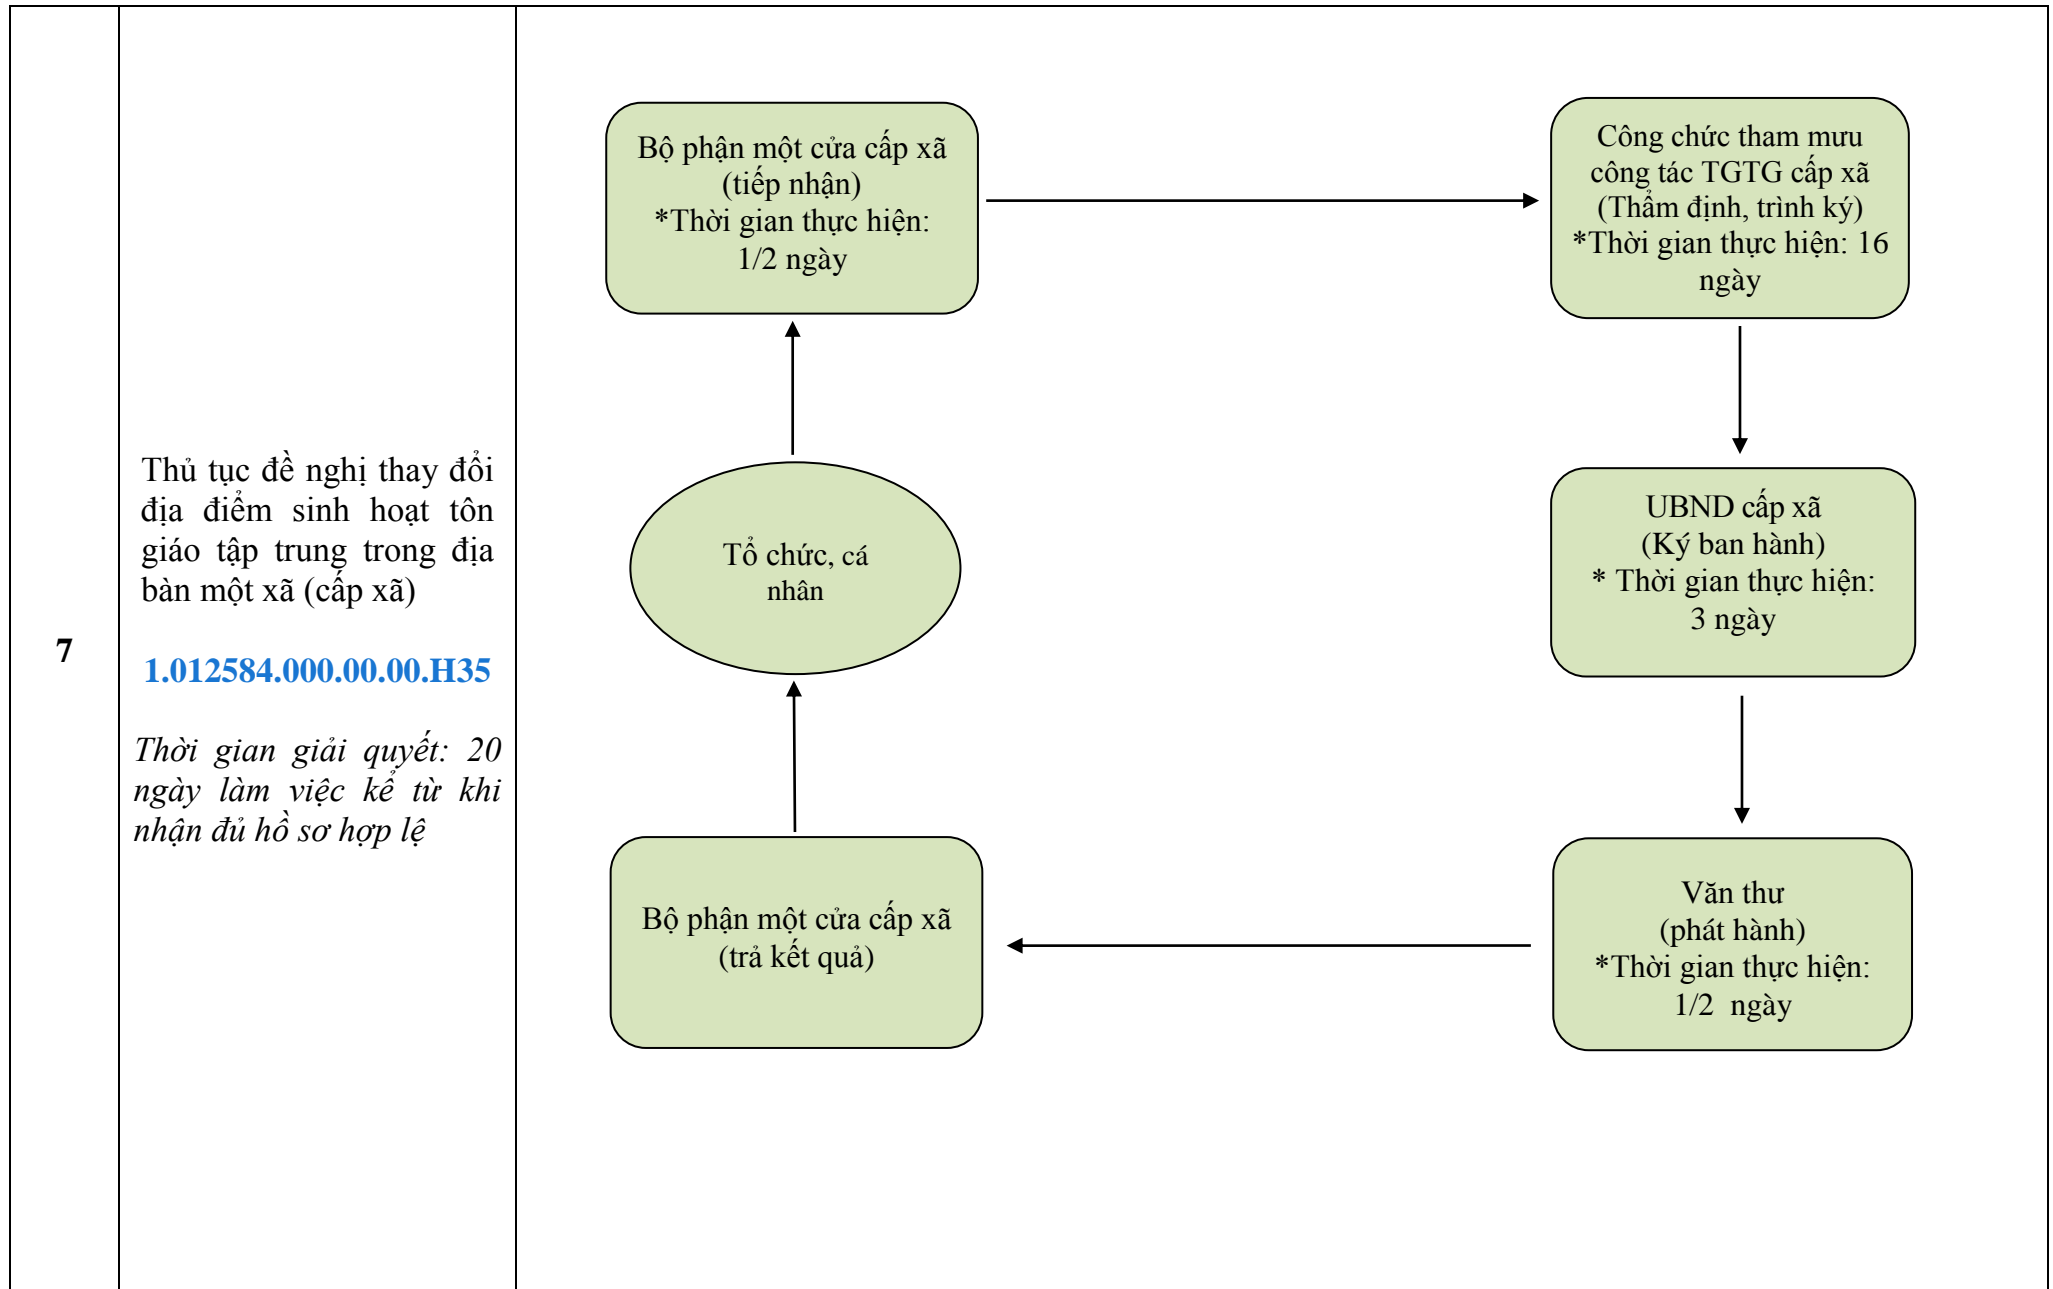 7
Thủ tục đề nghị thay đổi
địa điểm sinh hoạt tôn
giáo tập trung trong địa
bàn một xã (cấp xã)
1.012584.000.00.00.H35
Thời gian giải quyết: 20
ngày làm việc kể từ khi
nhận đủ hồ sơ hợp lệ
Bộ phận một cửa cấp xã
(tiếp nhận)
*Thời gian thực hiện:
1/2 ngày
Công chức tham mưu
công tác TGTG cấp xã
(Thẩm định, trình ký)
*Thời gian thực hiện: 16
ngày
UBND cấp xã
(Ký ban hành)
* Thời gian thực hiện:
3 ngày
Văn thư
(phát hành)
*Thời gian thực hiện:
1/2 ngày
Bộ phận một cửa cấp xã
(trả kết quả)
Tổ chức, cá
nhân